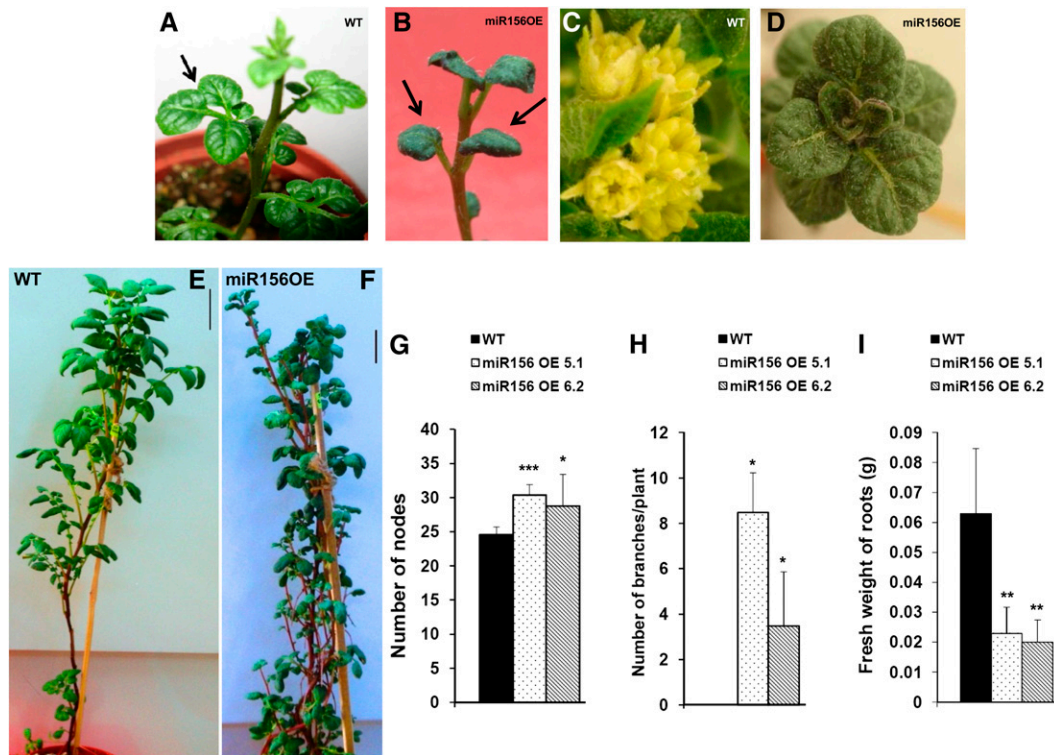 A WT
B miR156OE
C WT
D miR156OE
WT E
miR156OE F
G
WT
miR156 OE 5.1
miR156 OE 6.2
Number of nodes
40
35
30
25
20
15
10
5
0
***
*
H
WT
miR156 OE 5.1
miR156 OE 6.2
Number of branches/plant
12
10
8
6
4
2
0
*
*
I
WT
miR156 OE 5.1
miR156 OE 6.2
Fresh weight of roots (g)
0.09
0.08
0.07
0.06
0.05
0.04
0.03
0.02
0.01
0
**
**